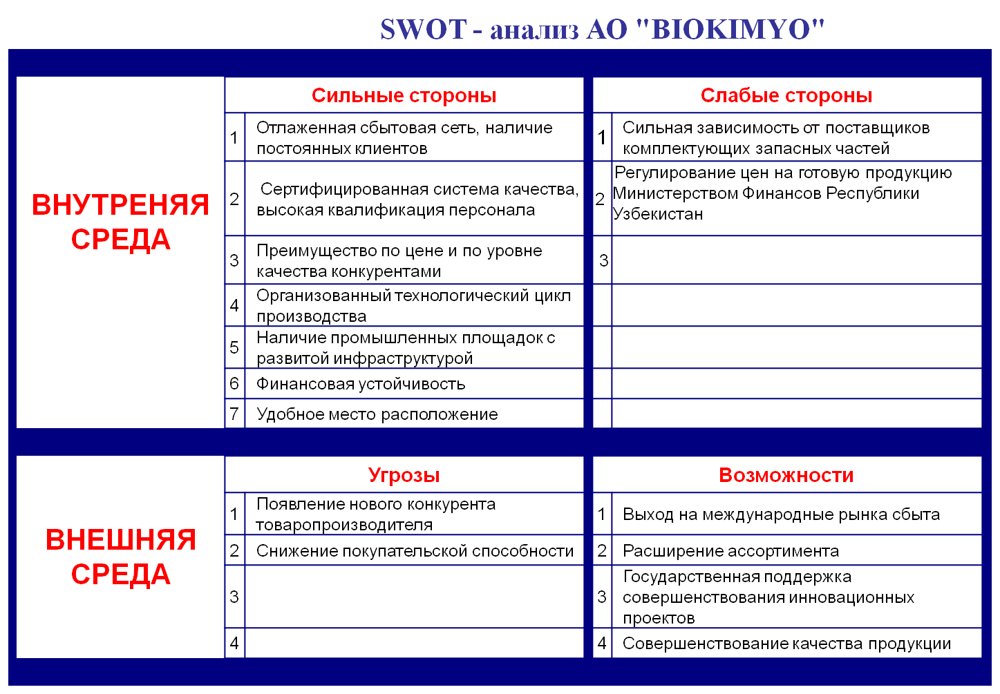 SWOT - анализ АО "BIOKIMYO"
ВНУТРЕНЯЯ
СРЕДА
Сильные стороны
1
Отлаженная сбытовая сеть, наличие
постоянных клиентов
2
Сертифицированная система качества,
высокая квалификация персонала
3
Преимущество по цене и по уровне
качества конкурентами
4
Организованный технологический цикл
производства
5
Наличие промышленных площадок с
развитой инфраструктурой
6
Финансовая устойчивость
7
Удобное место расположение
Слабые стороны
1
Сильная зависимость от поставщиков
комплектующих запасных частей
2
Регулирование цен на готовую продукцию
Министерством Финансов Республики
Узбекистан
3
ВНЕШНЯЯ
СРЕДА
Угрозы
1
Появление нового конкурента
товаропроизводителя
2
Снижение покупательской способности
3
4
Возможности
1
Выход на международные рынка сбыта
2
Расширение ассортимента
3
Государственная поддержка
совершенствования инновационных
проектов
4
Совершенствование качества продукции